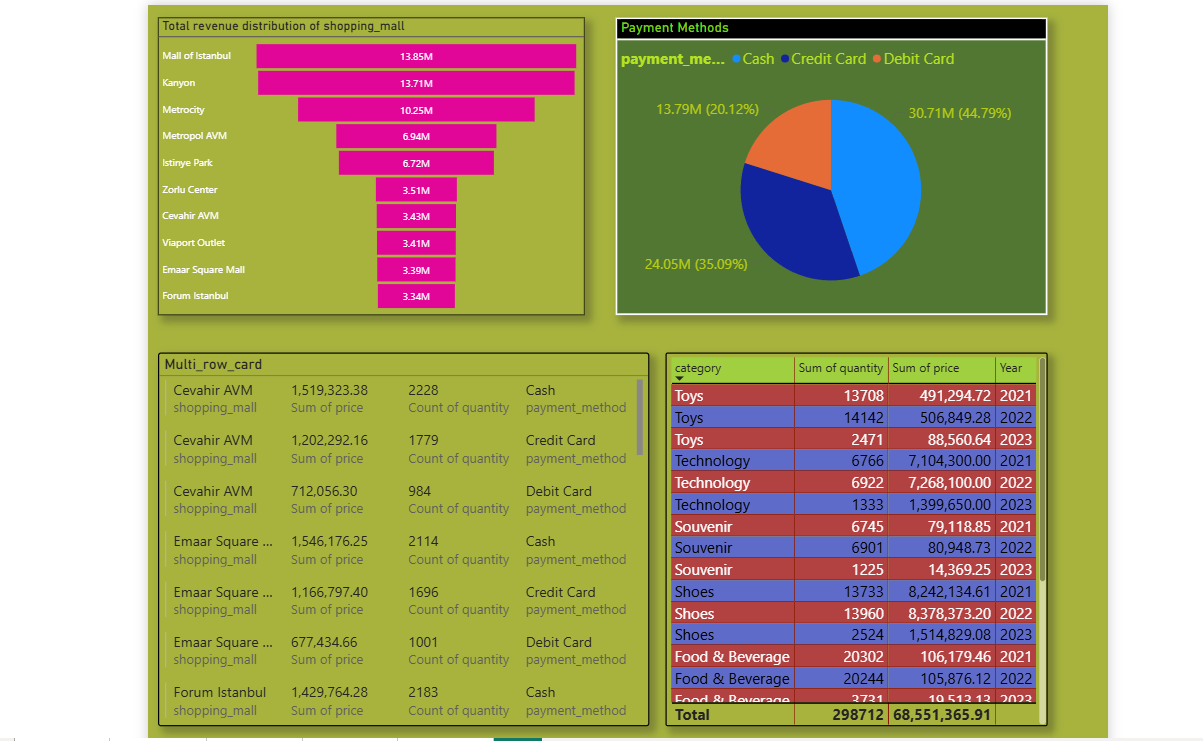 Total revenue distribution of shopping_mall
Mall of Istanbul 13.85M
Kanyon 13.71M
Metrocity 10.25M
Metropol AVM 6.94M
Istinye Park 6.72M
Zorlu Center 3.51M
Cevahir AVM 3.43M
Viaport Outlet 3.41M
Emaar Square Mall 3.39M
Forum Istanbul 3.34M
Payment Methods
payment_me... Cash Credit Card Debit Card
13.79M (20.12%) 30.71M (44.79%)
24.05M (35.09%)
Multi_row_card
Cevahir AVM 1,519,323.38 2228 Cash
shopping_mall Sum of price Count of quantity payment_method
Cevahir AVM 1,202,292.16 1779 Credit Card
shopping_mall Sum of price Count of quantity payment_method
Cevahir AVM 712,056.30 984 Debit Card
shopping_mall Sum of price Count of quantity payment_method
Emaar Square ... 1,546,176.25 2114 Cash
shopping_mall Sum of price Count of quantity payment_method
Emaar Square ... 1,166,797.40 1696 Credit Card
shopping_mall Sum of price Count of quantity payment_method
Emaar Square ... 677,434.66 1001 Debit Card
shopping_mall Sum of price Count of quantity payment_method
Forum Istanbul 1,429,764.28 2183 Cash
shopping_mall Sum of price Count of quantity payment_method
category Sum of quantity Sum of price Year
Toys 13708 491,294.72 2021
Toys 14142 506,849.28 2022
Toys 2471 88,560.64 2023
Technology 6766 7,104,300.00 2021
Technology 6922 7,268,100.00 2022
Technology 1333 1,399,650.00 2023
Souvenir 6745 79,118.85 2021
Souvenir 6901 80,948.73 2022
Souvenir 1225 14,369.25 2023
Shoes 13733 8,242,134.61 2021
Shoes 13960 8,378,373.20 2022
Shoes 2524 1,514,829.08 2023
Food & Beverage 20302 106,179.46 2021
Food & Beverage 20244 105,876.12 2022
Food & Beverage 3731 19,513.13 2023
Total 298712 68,551,365.91